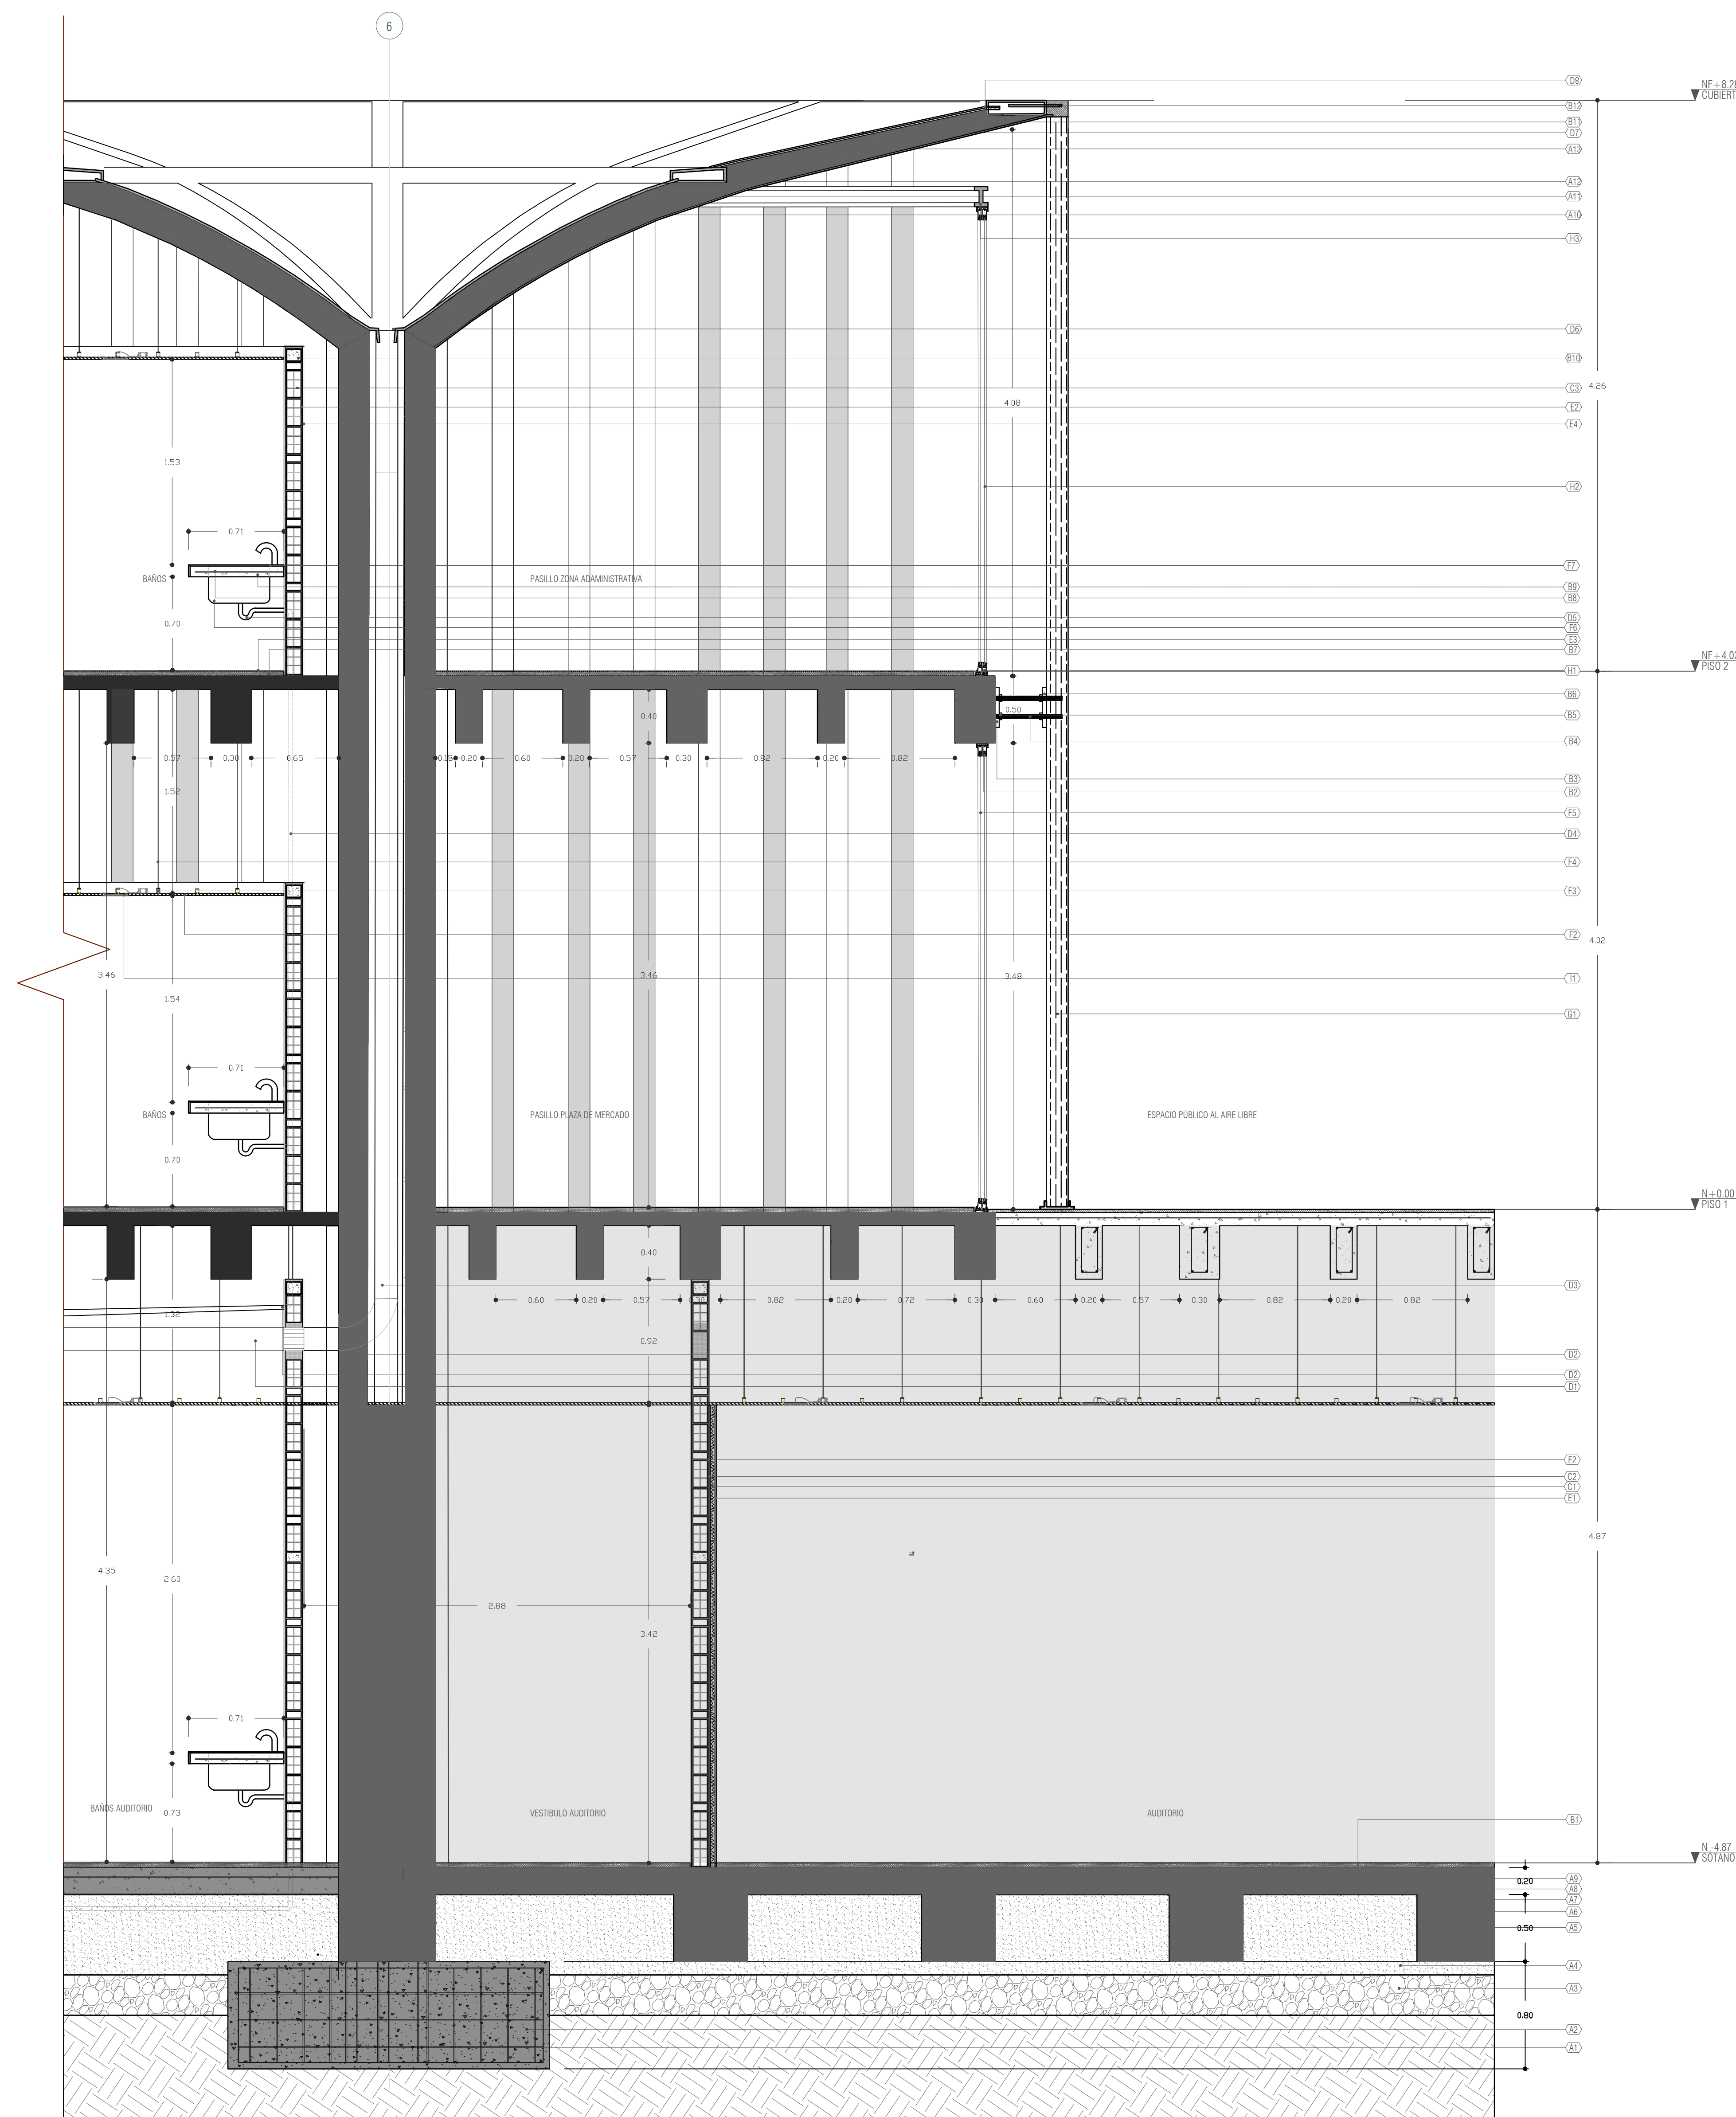 6
D8
NF+8.28
CUBIERT
B12
B11
D7
A13
A12
A11
A10
H3
D6
B10
C3
4.26
4.08
E2
E4
1.53
H2
0.71
BAÑOS
PASILLO ZONA ADAMINISTRATIVA
F7
B9
B8
D5
F6
E3
B7
0.70
H1
NF+4.02
PISO 2
B6
0.50
0.40
B5
B4
0.57
0.30
0.65
0.15
0.20
0.60
0.20
0.57
0.30
0.82
0.20
0.82
B3
B2
1.52
F5
D4
F4
F3
F2
4.02
3.46
3.46
3.48
I1
1.54
G1
0.71
BAÑOS
PASILLO PLAZA DE MERCADO
ESPACIO PÚBLICO AL AIRE LIBRE
0.70
N+0.00
PISO 1
0.40
D3
0.60
0.20
0.57
0.30
0.82
0.20
0.72
0.30
0.60
0.20
0.57
0.30
0.82
0.20
0.82
1.32
0.92
D2
D2
D1
F2
C2
C1
E1
4.87
4.35
2.60
2.88
3.42
0.71
BAÑOS AUDITORIO
0.73
VESTIBULO AUDITORIO
AUDITORIO
B1
N -4.87
SOTANO
0.20
A9
A8
A7
A6
0.50
A5
A4
A3
0.80
A2
A1